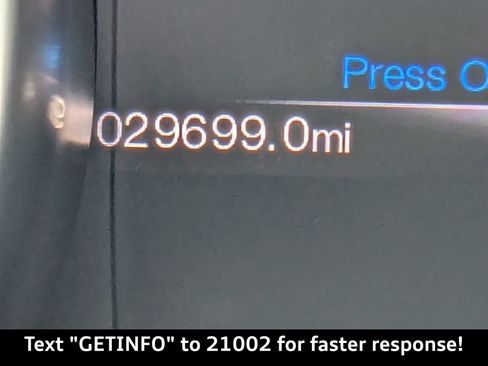 Press O
029699.0mi
Text "GETINFO" to 21002 for faster response!